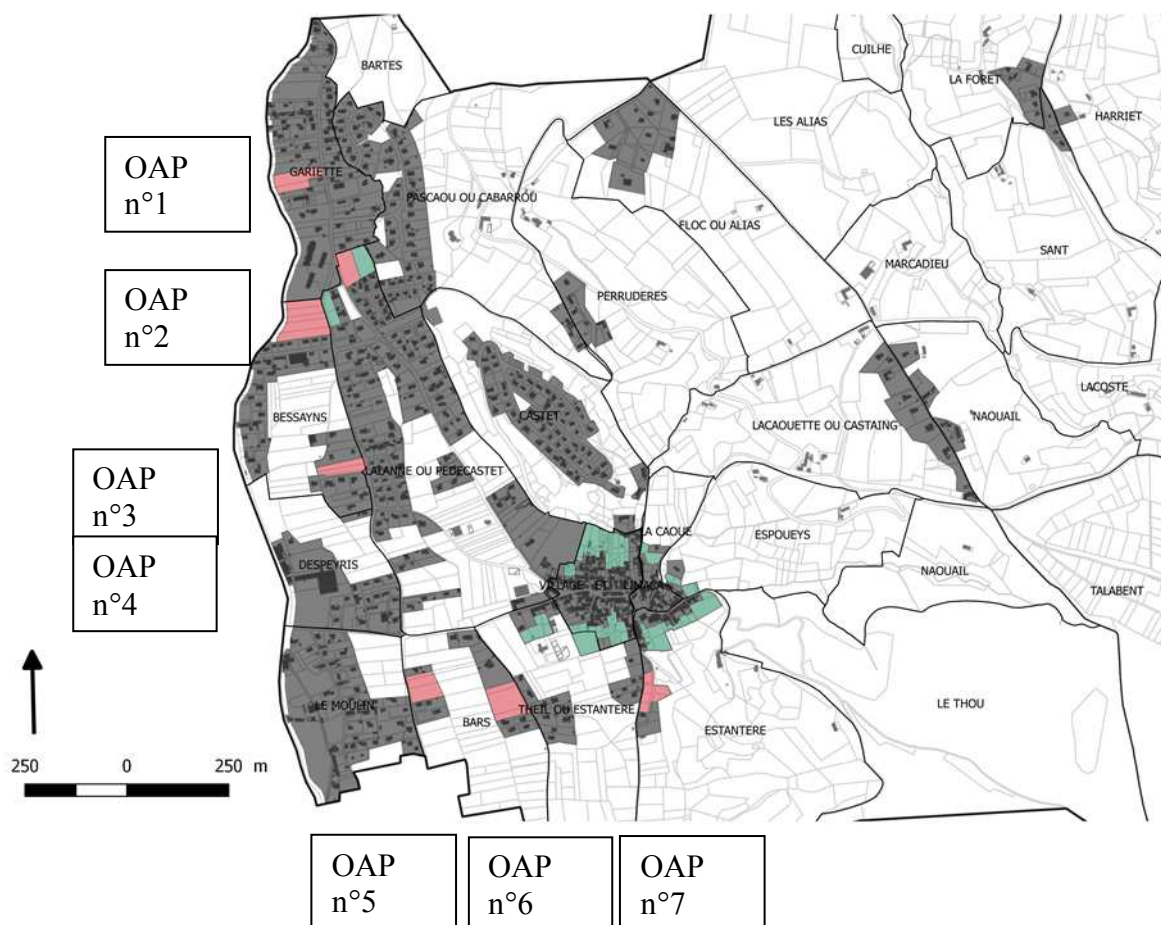 CUILHE
BARTES
LA FORET
HARRIET
LES ALIAS
OAP
n°1
GARIETTE
PASCAOU OU CABARROU
FLOC OU ALIAS
SANT
MARCADIEU
OAP
n°2
PERRUDERES
LACOSTE
BESSAYNS
CASTET
LACAOUETTE OU CASTAING
NAOUAIL
OAP
n°3
LALANNE OU PEDECASTET
LA CAOUE
ESPOUEYS
OAP
n°4
DESPEYRIS
NAOUAIL
VILLAGE ET LINACQ
TALABENT
LE MOULIN
BARS
THEIL OU ESTANTERE
ESTANTERE
LE THOU
250 0 250 m
OAP
n°5
OAP
n°6
OAP
n°7